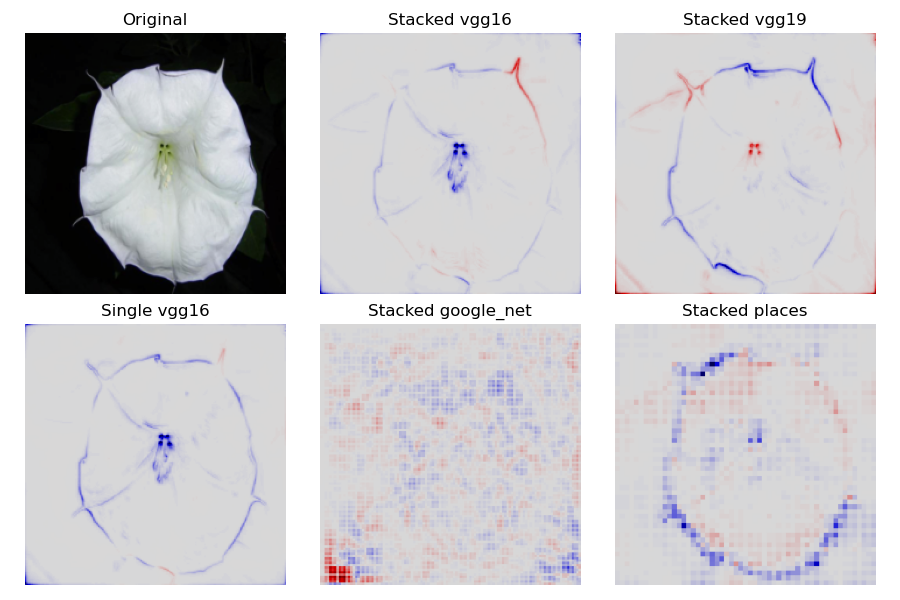 Original
Stacked vgg16
Stacked vgg19
Single vgg16
Stacked google_net
Stacked places